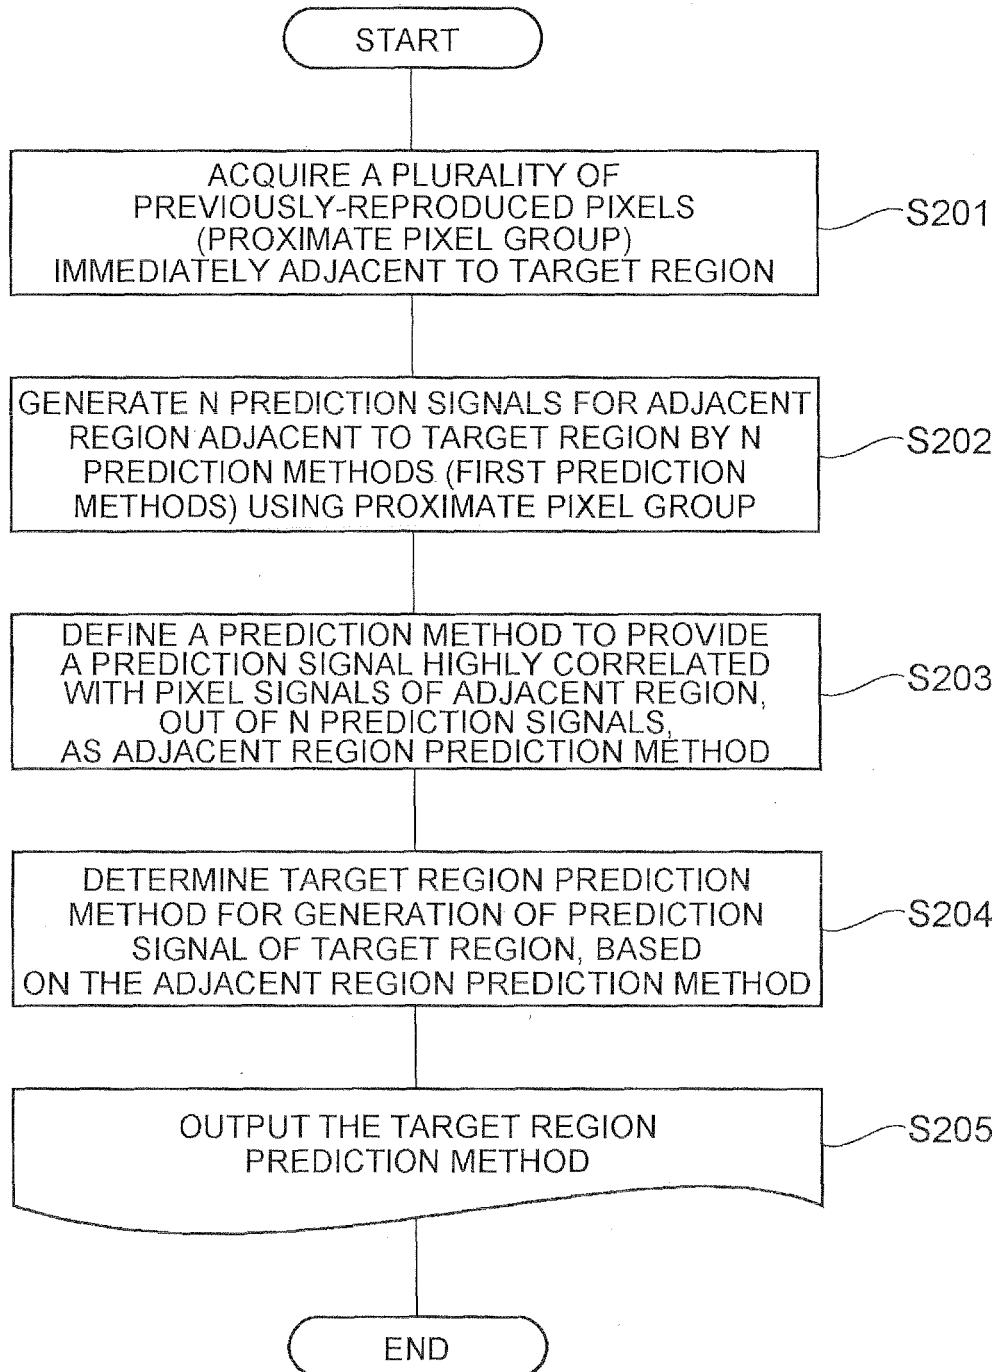 START
ACQUIRE A PLURALITY OF
PREVIOUSLY-REPRODUCED PIXELS
(PROXIMATE PIXEL GROUP)
IMMEDIATELY ADJACENT TO TARGET REGION
S201
GENERATE N PREDICTION SIGNALS FOR ADJACENT
REGION ADJACENT TO TARGET REGION BY N
PREDICTION METHODS (FIRST PREDICTION
METHODS) USING PROXIMATE PIXEL GROUP
S202
DEFINE A PREDICTION METHOD TO PROVIDE
A PREDICTION SIGNAL HIGHLY CORRELATED
WITH PIXEL SIGNALS OF ADJACENT REGION,
OUT OF N PREDICTION SIGNALS,
AS ADJACENT REGION PREDICTION METHOD
S203
DETERMINE TARGET REGION PREDICTION
METHOD FOR GENERATION OF PREDICTION
SIGNAL OF TARGET REGION, BASED
ON THE ADJACENT REGION PREDICTION METHOD
S204
OUTPUT THE TARGET REGION
PREDICTION METHOD
S205
END